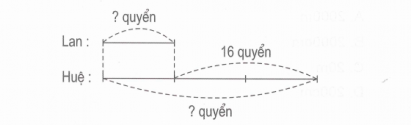 ? quyển
Lan :
16 quyển
Huệ :
? quyển